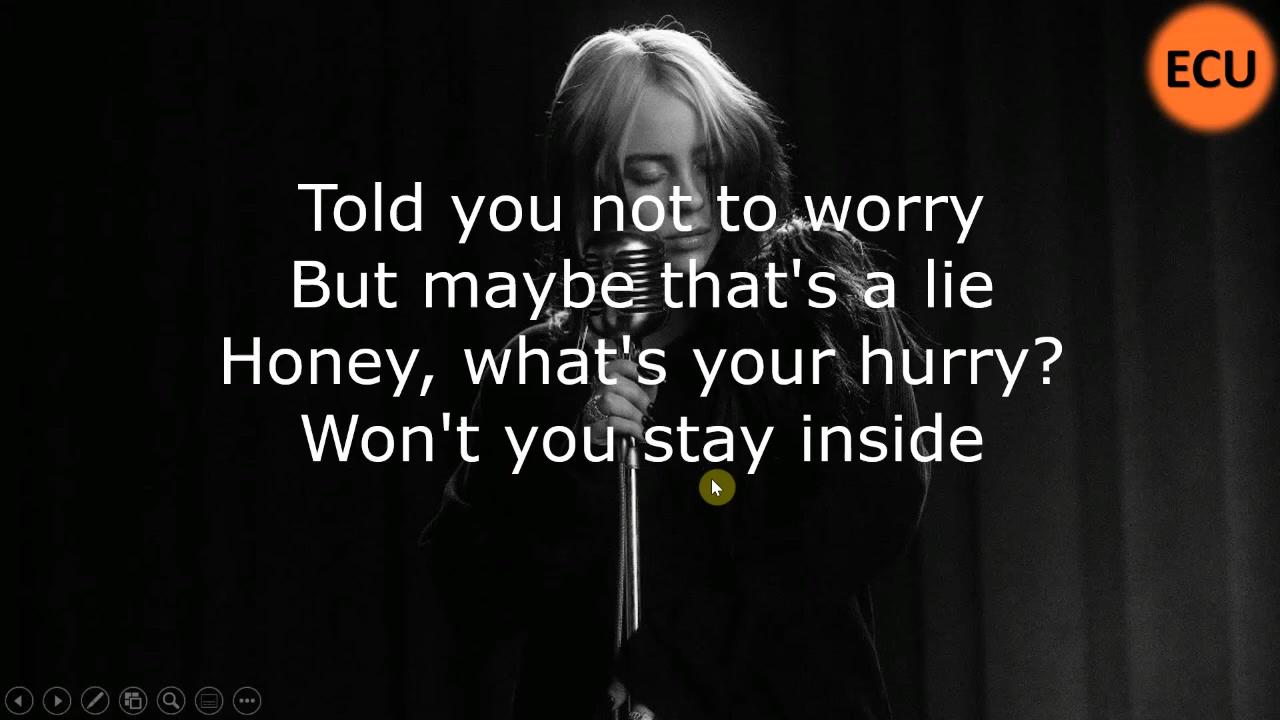 ECU
Told you not to worry
But maybe that's a lie
Honey, what's your hurry?
Won't you stay inside